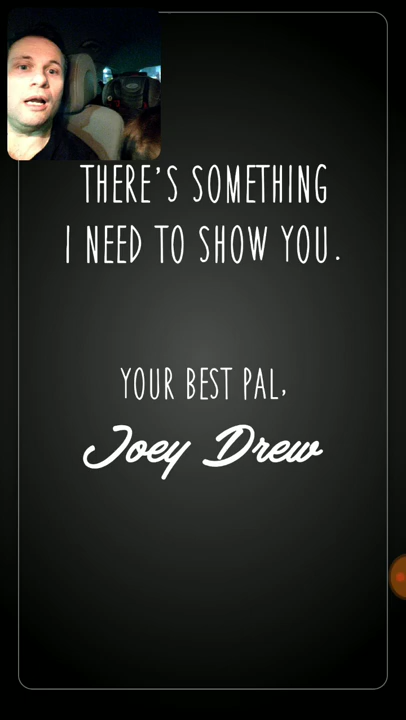 THERE'S SOMETHING
I NEED TO SHOW YOU.
YOUR BEST PAL,
Joey Drew